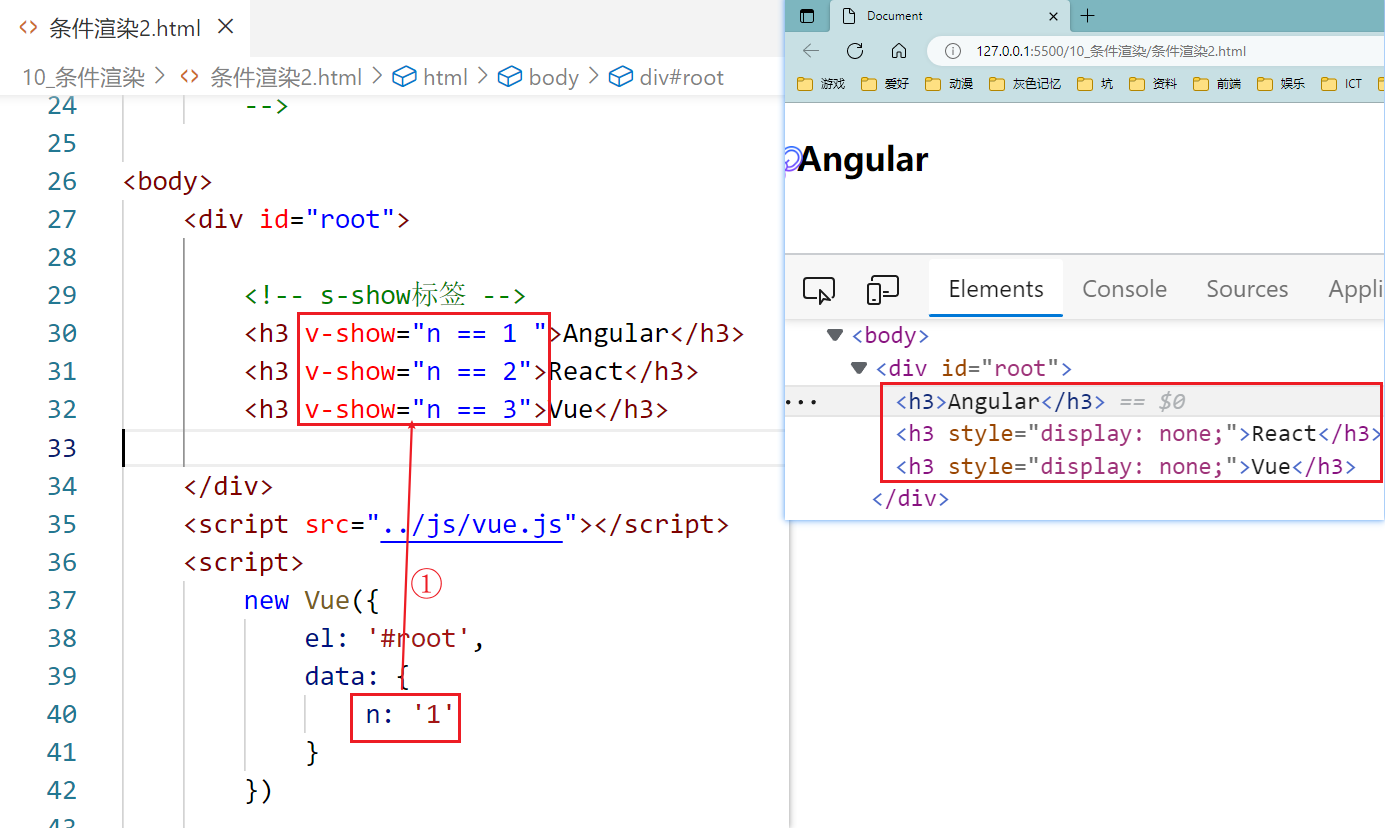 条件渲染2.html
10_条件渲染 > 条件渲染2.html > html > body > div#root
24 -->
25
26 <body>
27 <div id="root">
28
29 <!-- s-show标签 -->
30 <h3 v-show="n == 1 ">Angular</h3>
31 <h3 v-show="n == 2">React</h3>
32 <h3 v-show="n == 3">Vue</h3>
33
34 </div>
35 <script src="../js/vue.js"></script>
36 <script>
①
37 new Vue({
38 el: '#root',
39 data: {
40 n: '1'
41 }
42 })
43
Document
127.0.0.1:5500/10_条件渲染/条件渲染2.html
游戏 爱好 动漫 灰色记忆 坑 资料 前端 娱乐 ICT
Angular
Elements Console Sources Appli
<body>
<div id="root">
... <h3>Angular</h3> == $0
<h3 style="display: none;">React</h3>
<h3 style="display: none;">Vue</h3>
</div>